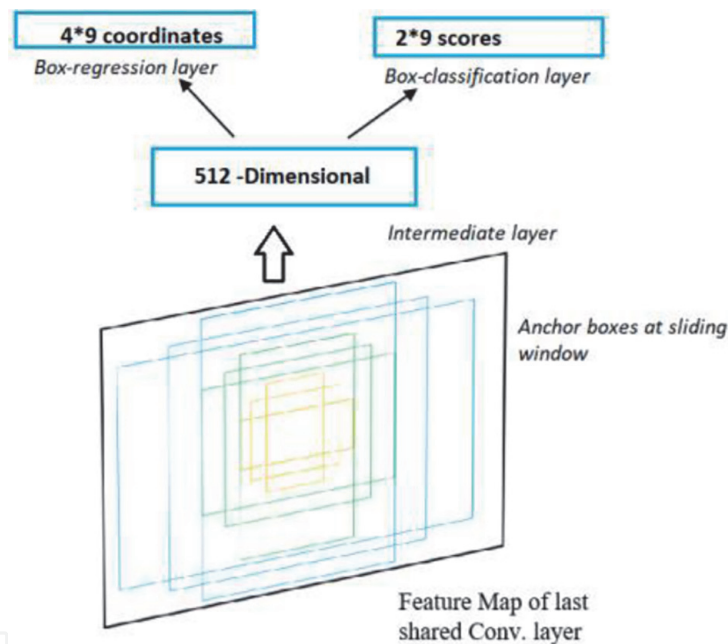 4*9 coordinates
2*9 scores
Box-regression layer
Box-classification layer
512 -Dimensional
Intermediate layer
Anchor boxes at sliding
window
Feature Map of last
shared Conv. layer